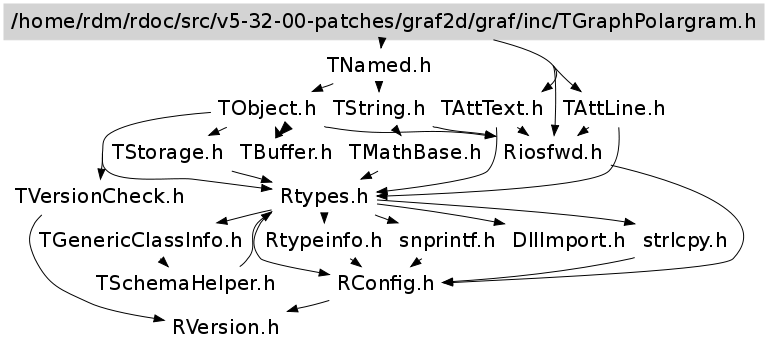 /home/rdm/rdoc/src/v5-32-00-patches/graf2d/graf/inc/TGraphPolargram.h
TNamed.h
TObject.h TString.h TAttText.h TAttLine.h
TStorage.h TBuffer.h TMathBase.h Riosfwd.h
TVersionCheck.h Rtypes.h
TGenericClassInfo.h Rtypeinfo.h snprintf.h DllImport.h strlcpy.h
TSchemaHelper.h RConfig.h
RVersion.h